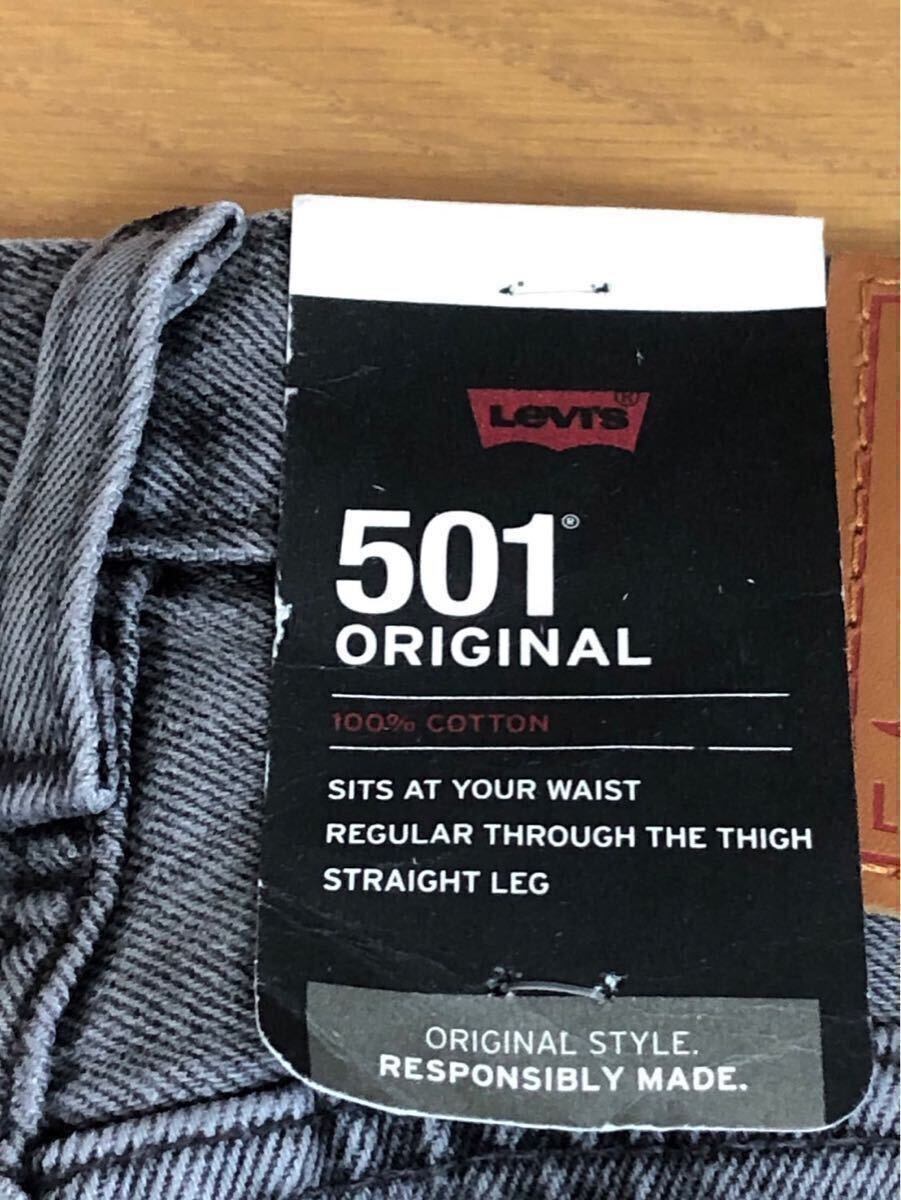 LEVI'S®
501®
ORIGINAL
100% COTTON
SITS AT YOUR WAIST
REGULAR THROUGH THE THIGH
STRAIGHT LEG
ORIGINAL STYLE.
RESPONSIBLY MADE.
L